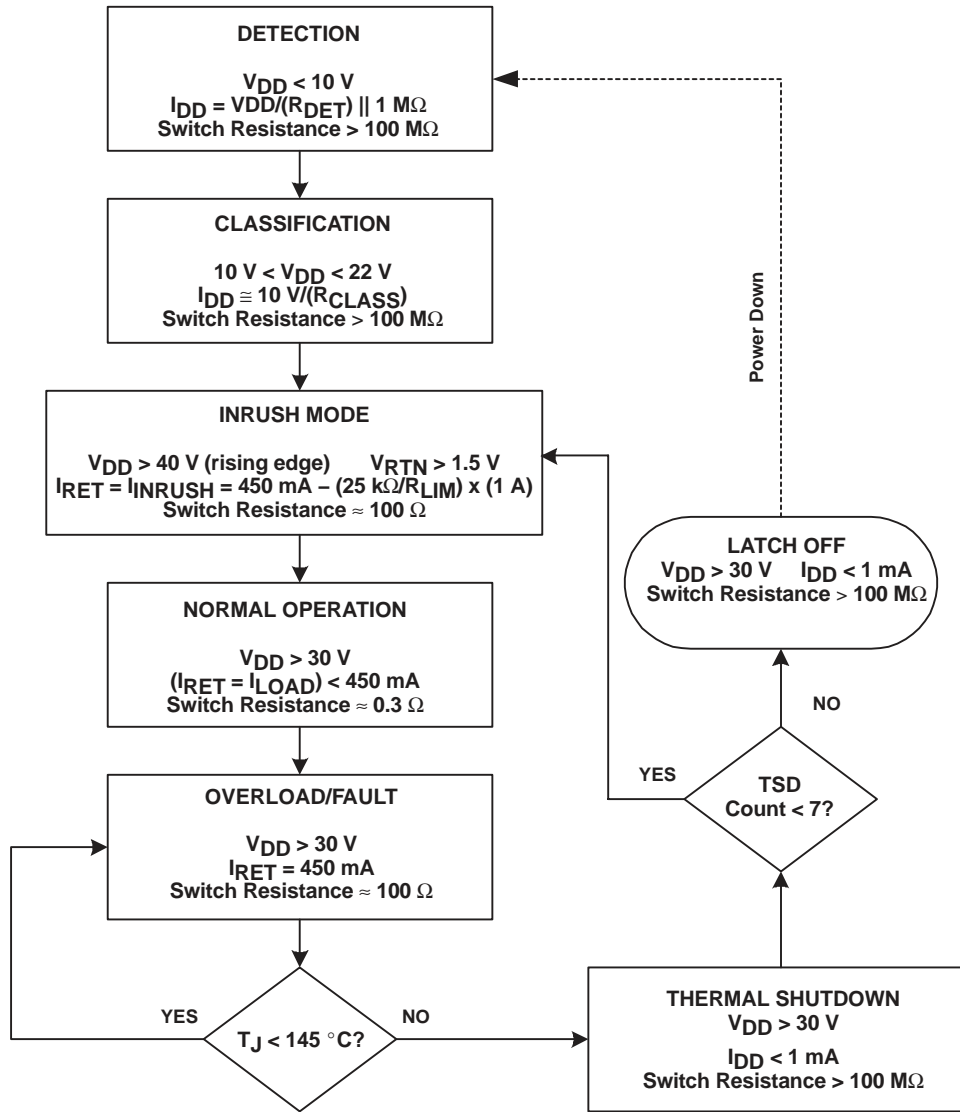 DETECTION
VDD < 10 V
IDD = VDD/(RDET) || 1 MΩ
Switch Resistance > 100 MΩ
CLASSIFICATION
10 V < VDD < 22 V
IDD ≅ 10 V/(RCLASS)
Switch Resistance > 100 MΩ
INRUSH MODE
VDD > 40 V (rising edge) VRTN > 1.5 V
IRET = IINRUSH = 450 mA – (25 kΩ/RLIM) x (1 A)
Switch Resistance ≈ 100 Ω
NORMAL OPERATION
VDD > 30 V
(IRET = ILOAD) < 450 mA
Switch Resistance ≈ 0.3 Ω
OVERLOAD/FAULT
VDD > 30 V
IRET = 450 mA
Switch Resistance ≈ 100 Ω
YES
TJ < 145 °C?
NO
THERMAL SHUTDOWN
VDD > 30 V
IDD < 1 mA
Switch Resistance > 100 MΩ
TSD
Count < 7?
YES
NO
LATCH OFF
VDD > 30 V IDD < 1 mA
Switch Resistance > 100 MΩ
Power Down